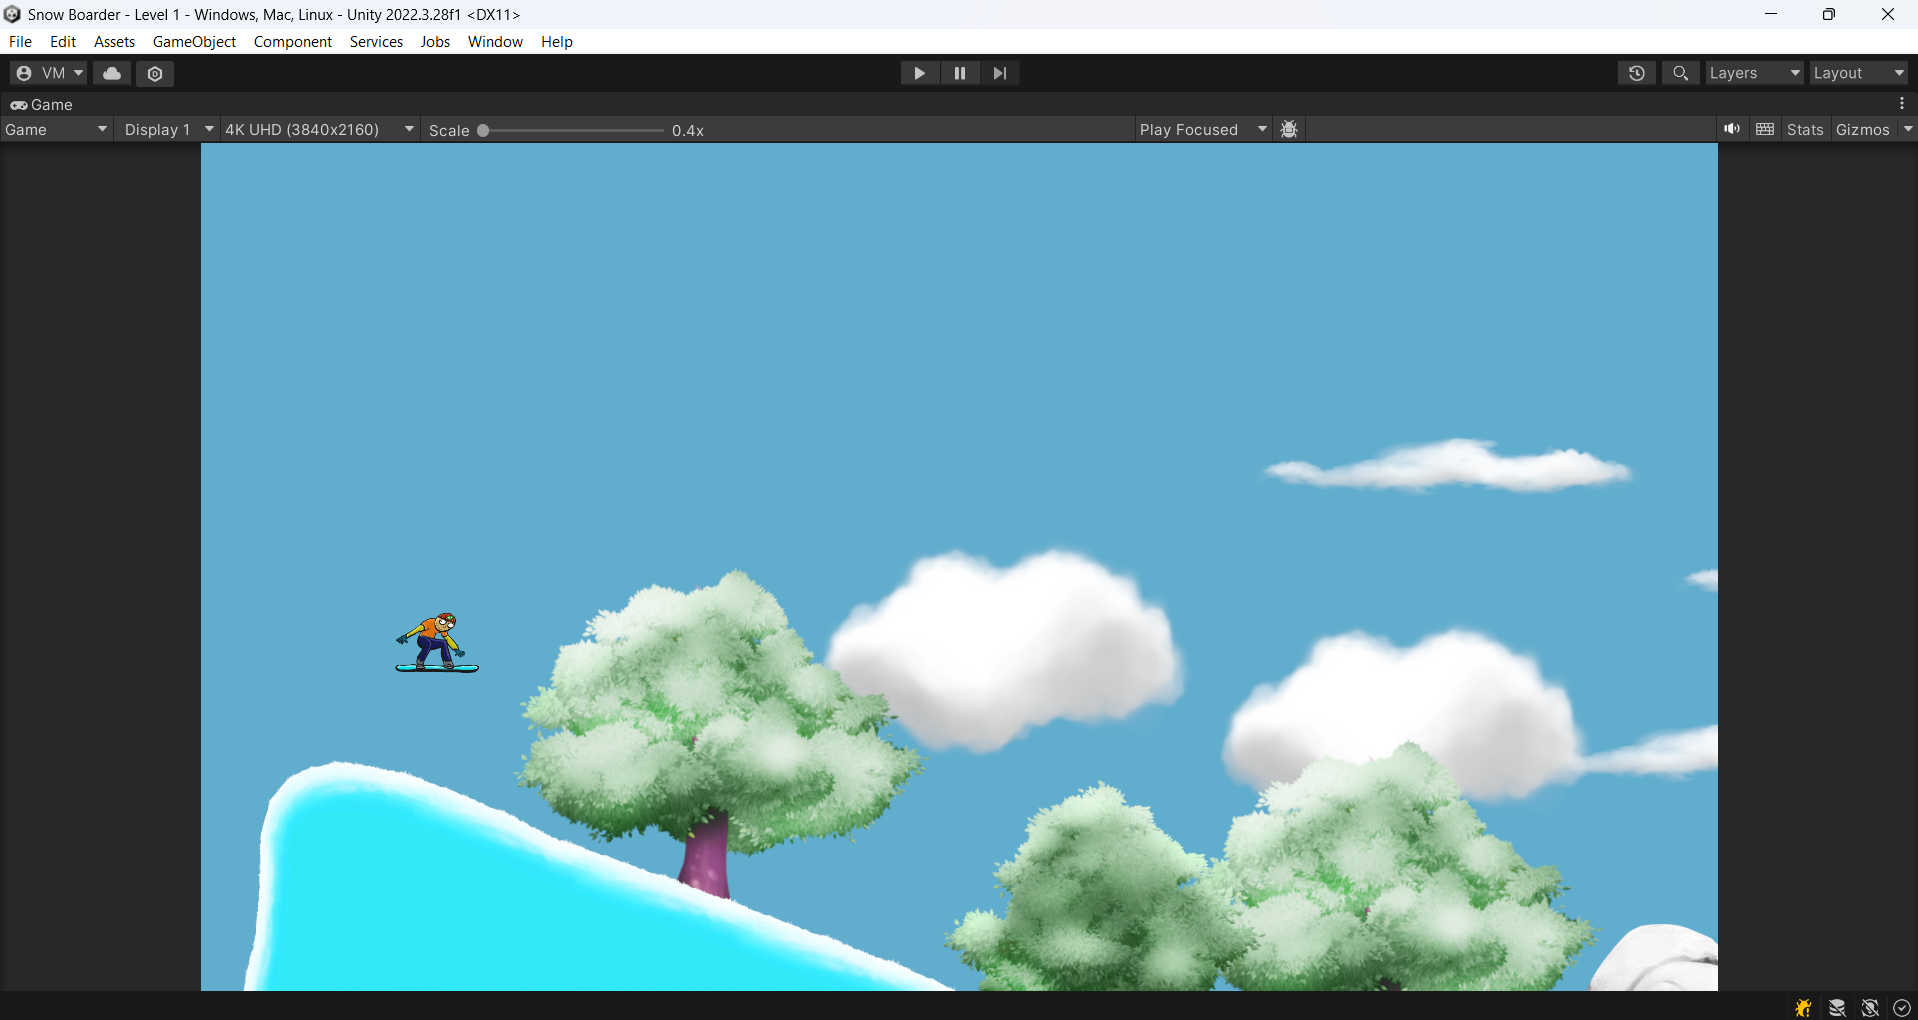 Snow Boarder - Level 1 - Windows, Mac, Linux - Unity 2022.3.28f1 <DX11>
File Edit Assets GameObject Component Services Jobs Window Help
VM Layers Layout
Game
Game Display 1 4K UHD (3840x2160) Scale 0.4x Play Focused Stats Gizmos